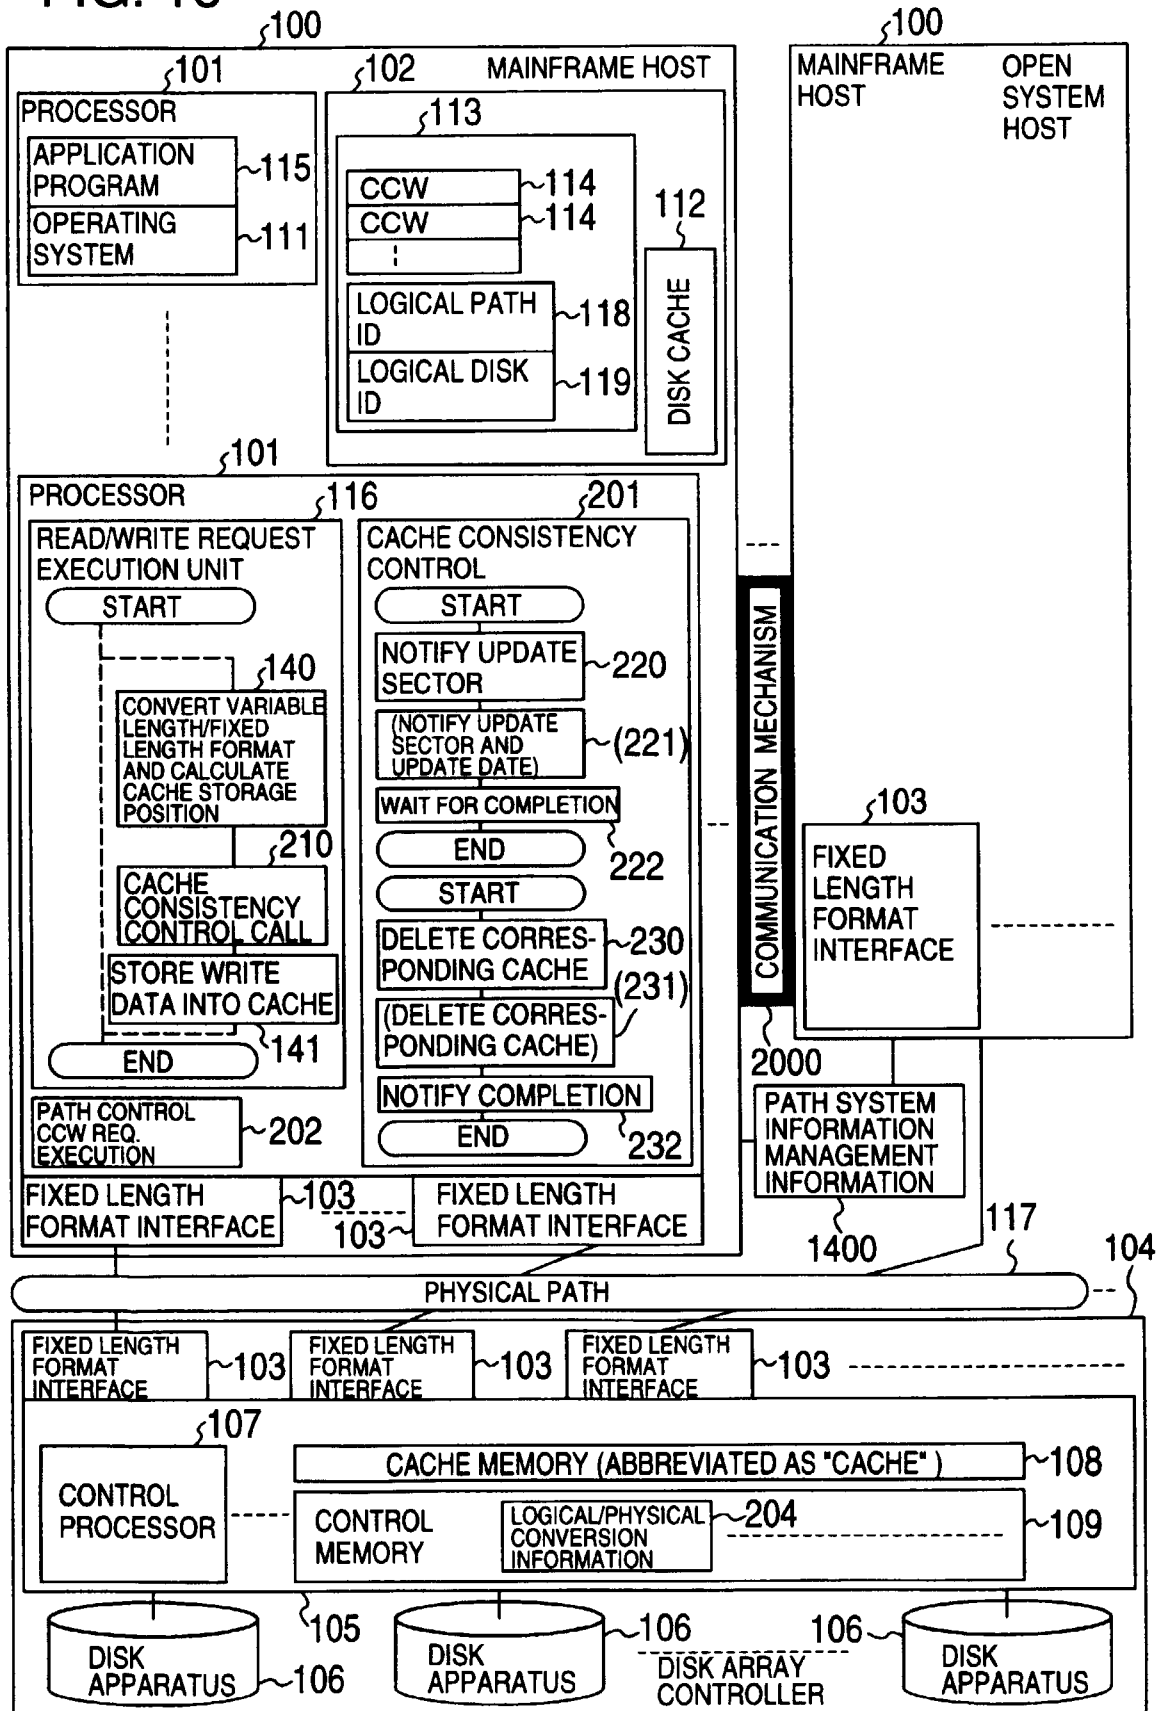 100
100
101
102
MAINFRAME HOST
MAINFRAME
HOST
OPEN
SYSTEM
HOST
PROCESSOR
APPLICATION
PROGRAM
115
OPERATING
SYSTEM
111
113
CCW
114
CCW
114
LOGICAL PATH
ID
118
LOGICAL DISK
ID
119
112
DISK CACHE
101
PROCESSOR
116
201
READ/WRITE REQUEST
EXECUTION UNIT
START
140
CONVERT VARIABLE
LENGTH/FIXED
LENGTH FORMAT
AND CALCULATE
CACHE STORAGE
POSITION
210
CACHE
CONSISTENCY
CONTROL CALL
STORE WRITE
DATA INTO CACHE
141
END
PATH CONTROL
CCW REQ.
EXECUTION
202
CACHE CONSISTENCY
CONTROL
START
NOTIFY UPDATE
SECTOR
220
(NOTIFY UPDATE
SECTOR AND
UPDATE DATE)
(221)
WAIT FOR COMPLETION
END
222
START
DELETE CORRES-
PONDING CACHE
230
(231)
(DELETE CORRES-
PONDING CACHE)
NOTIFY COMPLETION
END
232
COMMUNICATION MECHANISM
2000
103
FIXED
LENGTH
FORMAT
INTERFACE
PATH SYSTEM
INFORMATION
MANAGEMENT
INFORMATION
1400
FIXED LENGTH
FORMAT INTERFACE
103
103
FIXED LENGTH
FORMAT INTERFACE
117
104
PHYSICAL PATH
FIXED LENGTH
FORMAT
INTERFACE
103
FIXED LENGTH
FORMAT
INTERFACE
103
FIXED LENGTH
FORMAT
INTERFACE
103
107
CONTROL
PROCESSOR
CACHE MEMORY (ABBREVIATED AS "CACHE" )
108
CONTROL
MEMORY
LOGICAL/PHYSICAL
CONVERSION
INFORMATION
204
109
105
DISK
APPARATUS
106
DISK
APPARATUS
106
DISK ARRAY
CONTROLLER
106
DISK
APPARATUS